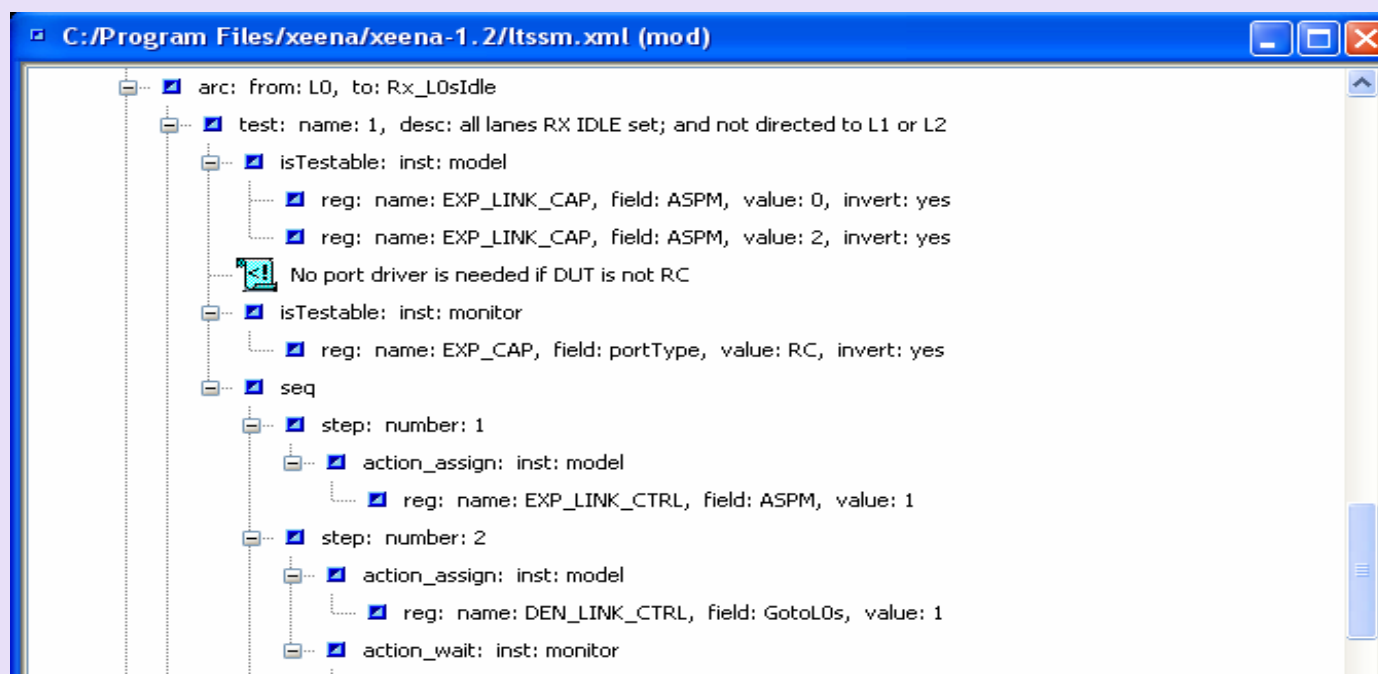 C:/Program Files/xeena/xeena-1.2/ltssm.xml (mod)
arc: from: L0, to: Rx_L0sIdle
test: name: 1, desc: all lanes RX IDLE set; and not directed to L1 or L2
isTestable: inst: model
reg: name: EXP_LINK_CAP, field: ASPM, value: 0, invert: yes
reg: name: EXP_LINK_CAP, field: ASPM, value: 2, invert: yes
<! No port driver is needed if DUT is not RC
isTestable: inst: monitor
reg: name: EXP_CAP, field: portType, value: RC, invert: yes
seq
step: number: 1
action_assign: inst: model
reg: name: EXP_LINK_CTRL, field: ASPM, value: 1
step: number: 2
action_assign: inst: model
reg: name: DEN_LINK_CTRL, field: GotoL0s, value: 1
action_wait: inst: monitor